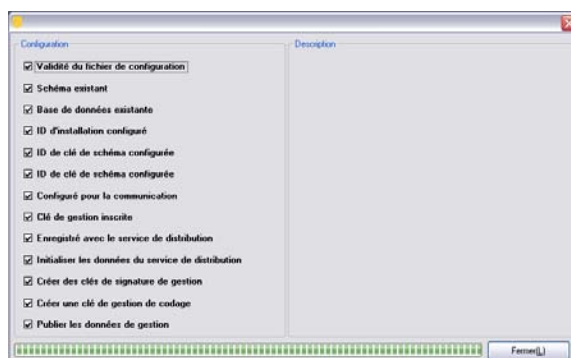 Configuration
Description
Validité du fichier de configuration
Schéma existant
Base de données existante
ID d'installation configuré
ID de clé de schéma configurée
ID de clé de schéma configurée
Configuré pour la communication
Clé de gestion inscrite
Enregistré avec le service de distribution
Initialiser les données du service de distribution
Créer des clés de signature de gestion
Créer une clé de gestion de codage
Publier les données de gestion
Fermer(L)